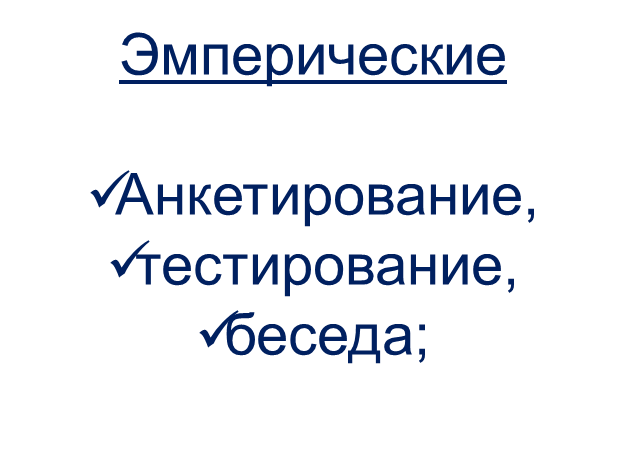 Эмперические
✓Анкетирование,
✓тестирование,
✓беседа;